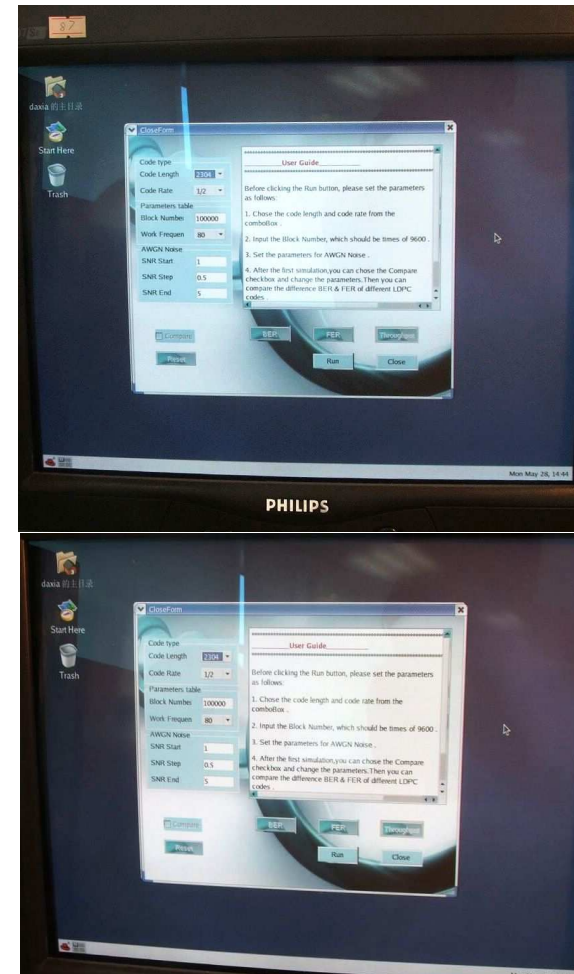 87
daxia 的主目录
Start Here
Trash
CloseForm
Code type
Code Length 2304
Code Rate 1/2
Parameters table
Block Number 100000
Work Frequen 80
AWGN Noise
SNR Start 1
SNR Step 0.5
SNR End 5
User Guide
Before clicking the Run button, please set the parameters
as follows:
1. Chose the code length and code rate from the
comboBox .
2. Input the Block Number, which should be times of 9600 .
3. Set the parameters for AWGN Noise .
4. After the first simulation,you can chose the Compare
checkbox and change the parameters.Then you can
compare the difference BER & FER of different LDPC
codes .
Compare
BER
FER
Throughput
Reset
Run
Close
Mon May 28, 14:44
PHILIPS
daxia 的主目录
Start Here
Trash
CloseForm
Code type
Code Length 2304
Code Rate 1/2
Parameters table
Block Number 100000
Work Frequen 80
AWGN Noise
SNR Start 1
SNR Step 0.5
SNR End 5
User Guide
Before clicking the Run button, please set the parameters
as follows:
1. Chose the code length and code rate from the
comboBox .
2. Input the Block Number, which should be times of 9600 .
3. Set the parameters for AWGN Noise .
4. After the first simulation,you can chose the Compare
checkbox and change the parameters.Then you can
compare the difference BER & FER of different LDPC
codes .
Compare
BER
FER
Throughput
Reset
Run
Close